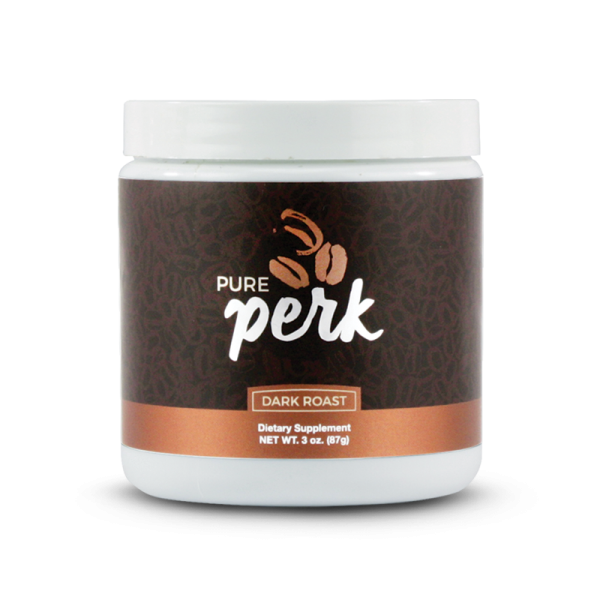 PURE
perk
DARK ROAST
Dietary Supplement
NET WT. 3 oz. (87g)